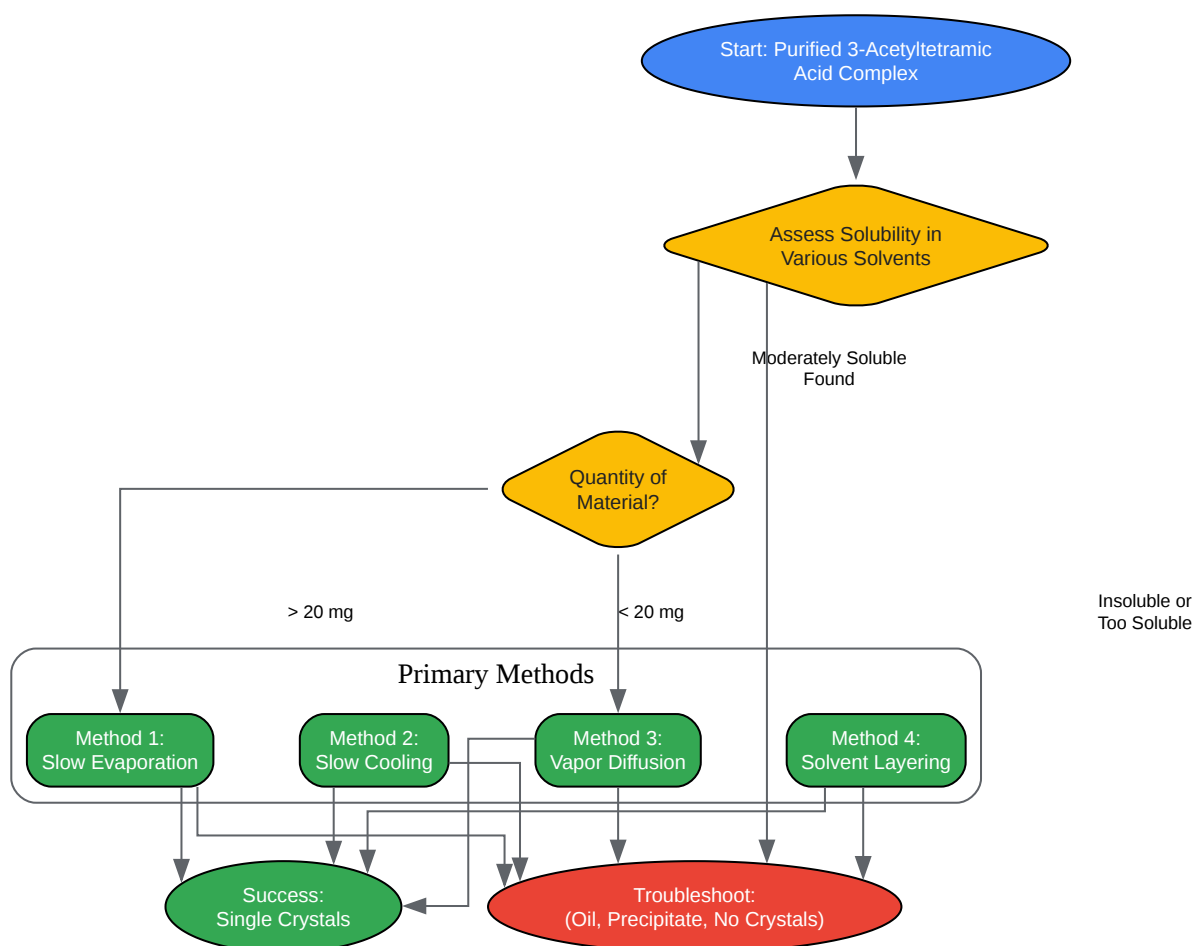 Start: Purified 3-Acetyltetramic
Acid Complex
Assess Solubility in
Various Solvents
Moderately Soluble
Found
Quantity of
Material?
> 20 mg
< 20 mg
Insoluble or
Too Soluble
Primary Methods
Method 1:
Slow Evaporation
Method 2:
Slow Cooling
Method 3:
Vapor Diffusion
Method 4:
Solvent Layering
Success:
Single Crystals
Troubleshoot:
(Oil, Precipitate, No Crystals)